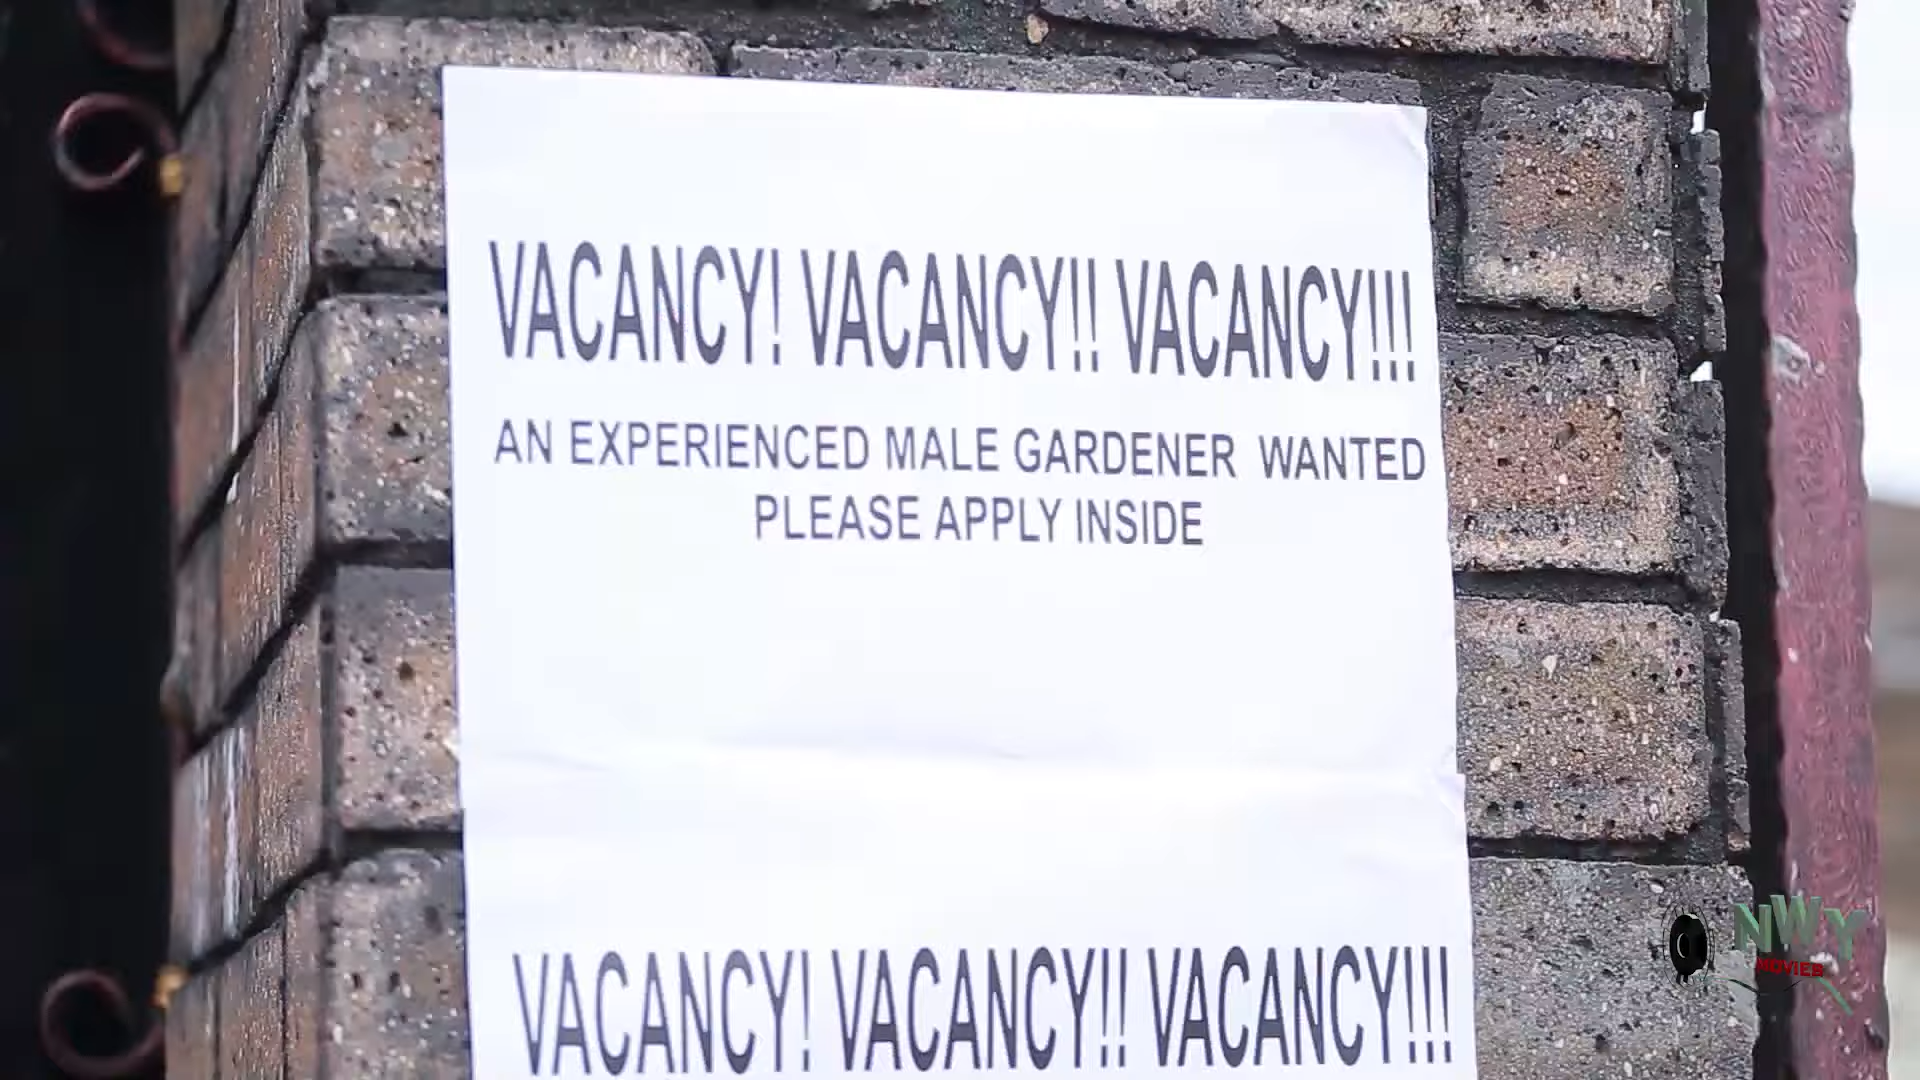 VACANCY! VACANCY!! VACANCY!!!
AN EXPERIENCED MALE GARDENER WANTED
PLEASE APPLY INSIDE
VACANCY! VACANCY!! VACANCY!!!
NWY
MOVIES